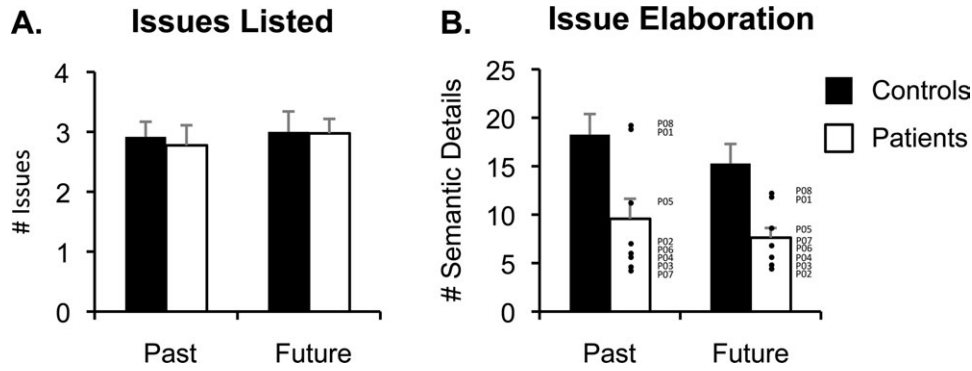 A. Issues Listed
4
3
2
1
0
# Issues
Past Future
B. Issue Elaboration
25
20
15
10
5
0
# Semantic Details
P08
P01
P05
P02
P06
P04
P03
P07
P08
P01
P05
P07
P06
P04
P03
P02
Past Future
Controls
Patients